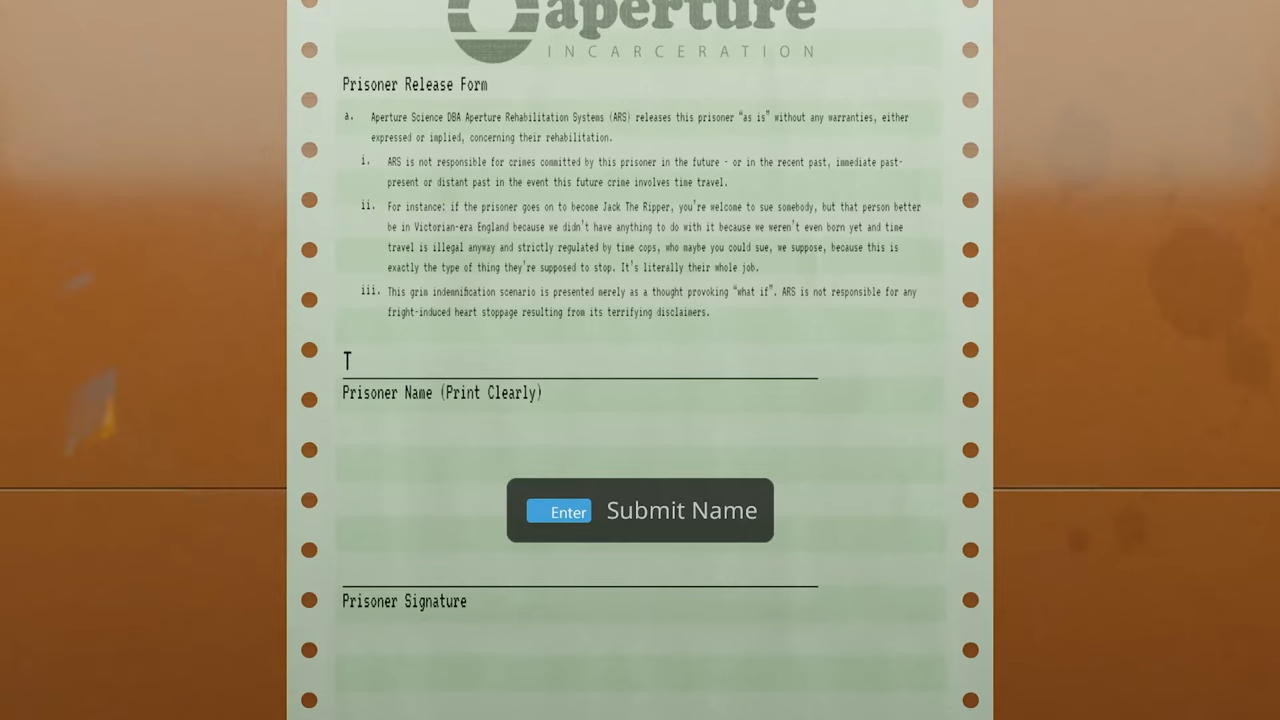 aperture
INCARCERATION
Prisoner Release Form
a. Aperture Science DBA Aperture Rehabilitation Systems (ARS) releases this prisoner “as is” without any warranties, either
expressed or implied, concerning their rehabilitation.
i. ARS is not responsible for crimes committed by this prisoner in the future - or in the recent past, immediate past-
present or distant past in the event this future crime involves time travel.
ii. For instance: if the prisoner goes on to become Jack The Ripper, you're welcome to sue somebody, but that person better
be in Victorian-era England because we didn't have anything to do with it because we weren't even born yet and time
travel is illegal anyway and strictly regulated by time cops, who maybe you could sue, we suppose, because this is
exactly the type of thing they're supposed to stop. It's literally their whole job.
iii. This grim indemnification scenario is presented merely as a thought provoking “what if”. ARS is not responsible for any
fright-induced heart stoppage resulting from its terrifying disclaimers.
T
Prisoner Name (Print Clearly)
Enter Submit Name
Prisoner Signature